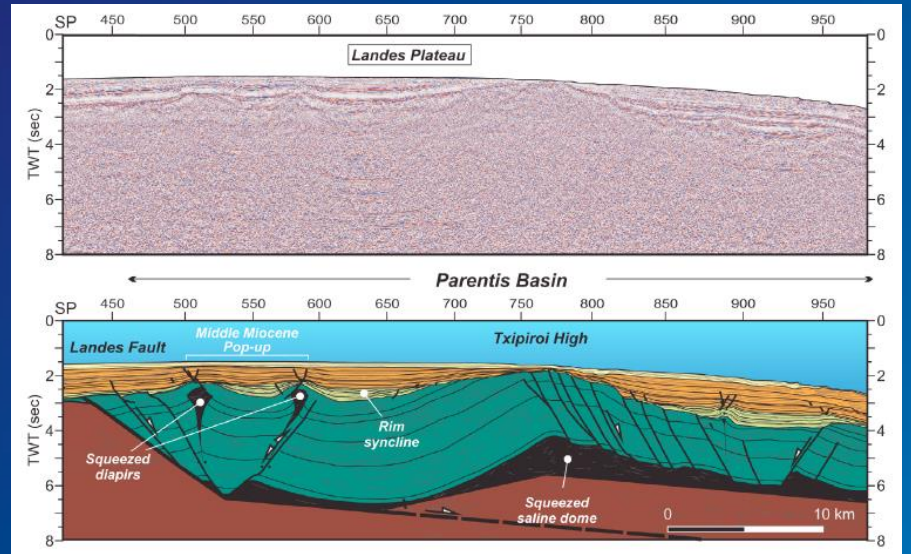 SP 450 500 550 600 650 700 750 800 850 900 950
Landes Plateau
0 0
2 2
4 4
6 6
8 8
TWT (sec)
Parentis Basin
SP 450 500 550 600 650 700 750 800 850 900 950
0 0
2 2
4 4
6 6
8 8
TWT (sec)
Landes Fault
Middle Miocene
Pop-up
Txipiroi High
Squeezed
diapirs
Rim
syncline
Squeezed
saline dome
0 10 km